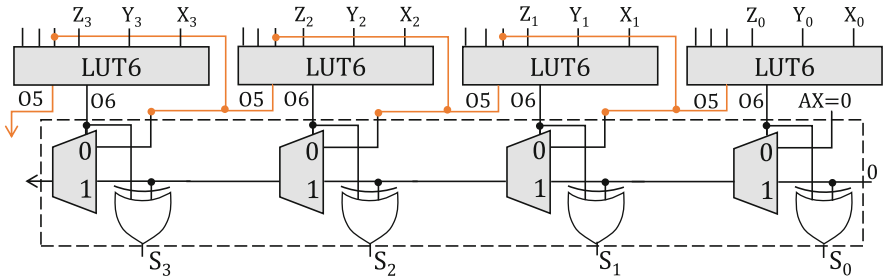 Z3 Y3 X3 Z2 Y2 X2 Z1 Y1 X1 Z0 Y0 X0
LUT6 LUT6 LUT6 LUT6
O5 O6 O5 O6 O5 O6 O5 O6 AX=0
0 0 0 0
1 1 1 1 0
S3 S2 S1 S0